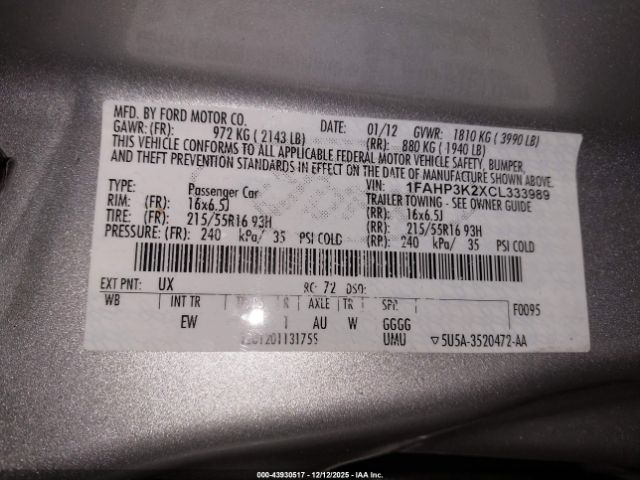 MFD. BY FORD MOTOR CO. DATE: 01/12 GVWR: 1810 KG ( 3990 LB)
GAWR: (FR): 972 KG ( 2143 LB) (RR): 880 KG ( 1940 LB)
THIS VEHICLE CONFORMS TO ALL APPLICABLE FEDERAL MOTOR VEHICLE SAFETY, BUMPER,
AND THEFT PREVENTION STANDARDS IN EFFECT ON THE DATE OF MANUFACTURE SHOWN ABOVE.
VIN: 1FAHP3K2XCL333989
TYPE: Passenger Car TRAILER TOWING - SEE OWNER GUIDE
RIM: (FR): 16x6.5J (RR): 16x6.5J
TIRE: (FR): 215/55R16 93H (RR): 215/55R16 93H
PRESSURE: (FR): 240 kPa/ 35 PSI COLD (RR): 240 kPa/ 35 PSI COLD
EXT PNT: UX RC: 72 DSO:
WB INT TR R AXLE TR SPR F0095
EW 1 AU W GGGG
UMU ▽5U5A-3520472-AA
000-43930517 - 12/12/2025 - IAA Inc.